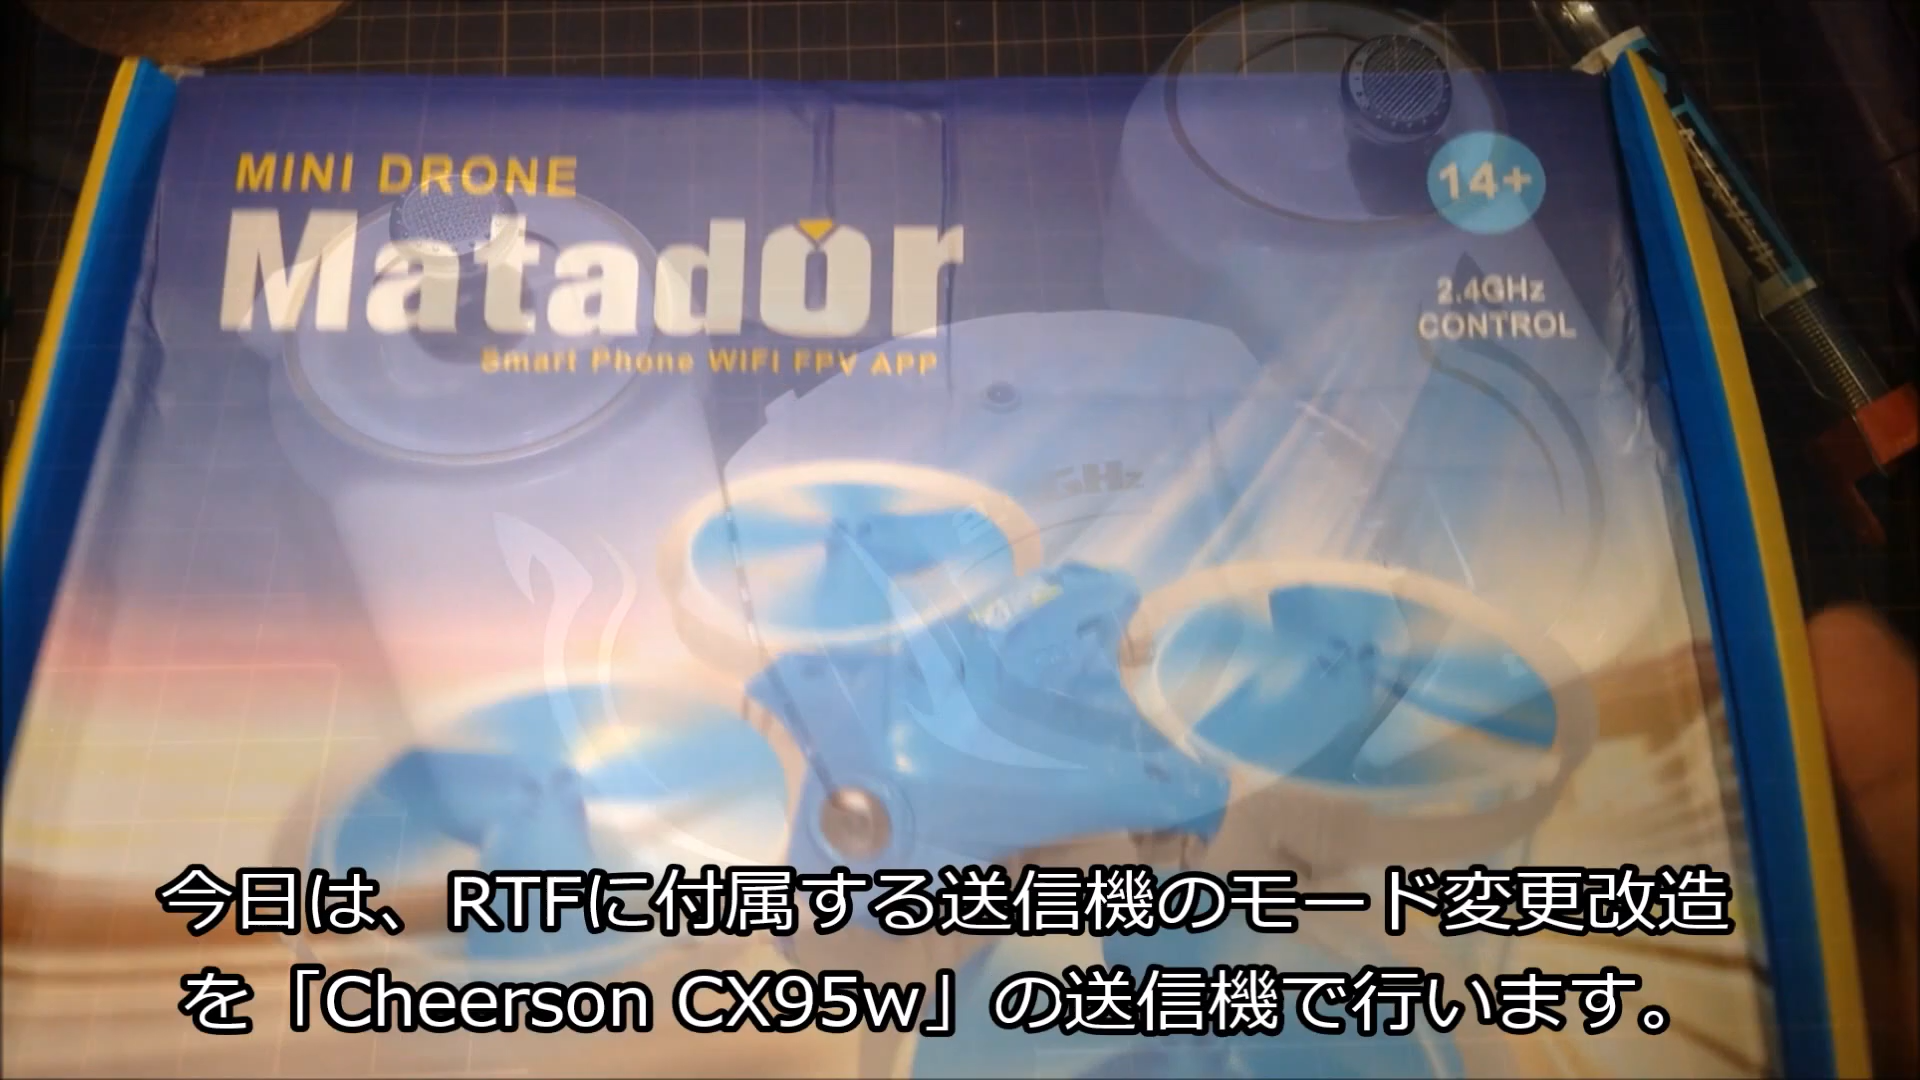 MINI DRONE
Matador
Smart Phone WIFI FPV APP
14+
2.4GHz
CONTROL
GHz
今日は、RTFに付属する送信機のモード変更改造
を「Cheerson CX95w」の送信機で行います。